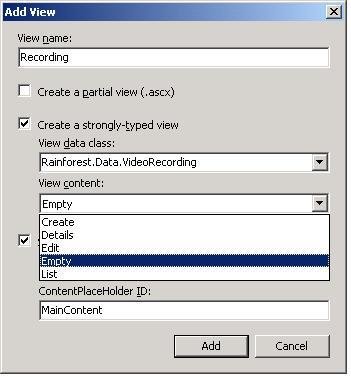 Add View
View name:
Recording
Create a partial view (.ascx)
Create a strongly-typed view
View data class:
Rainforest.Data.VideoRecording
View content:
Empty
Create
Details
Edit
Empty
List
ContentPlaceHolder ID:
MainContent
Add Cancel